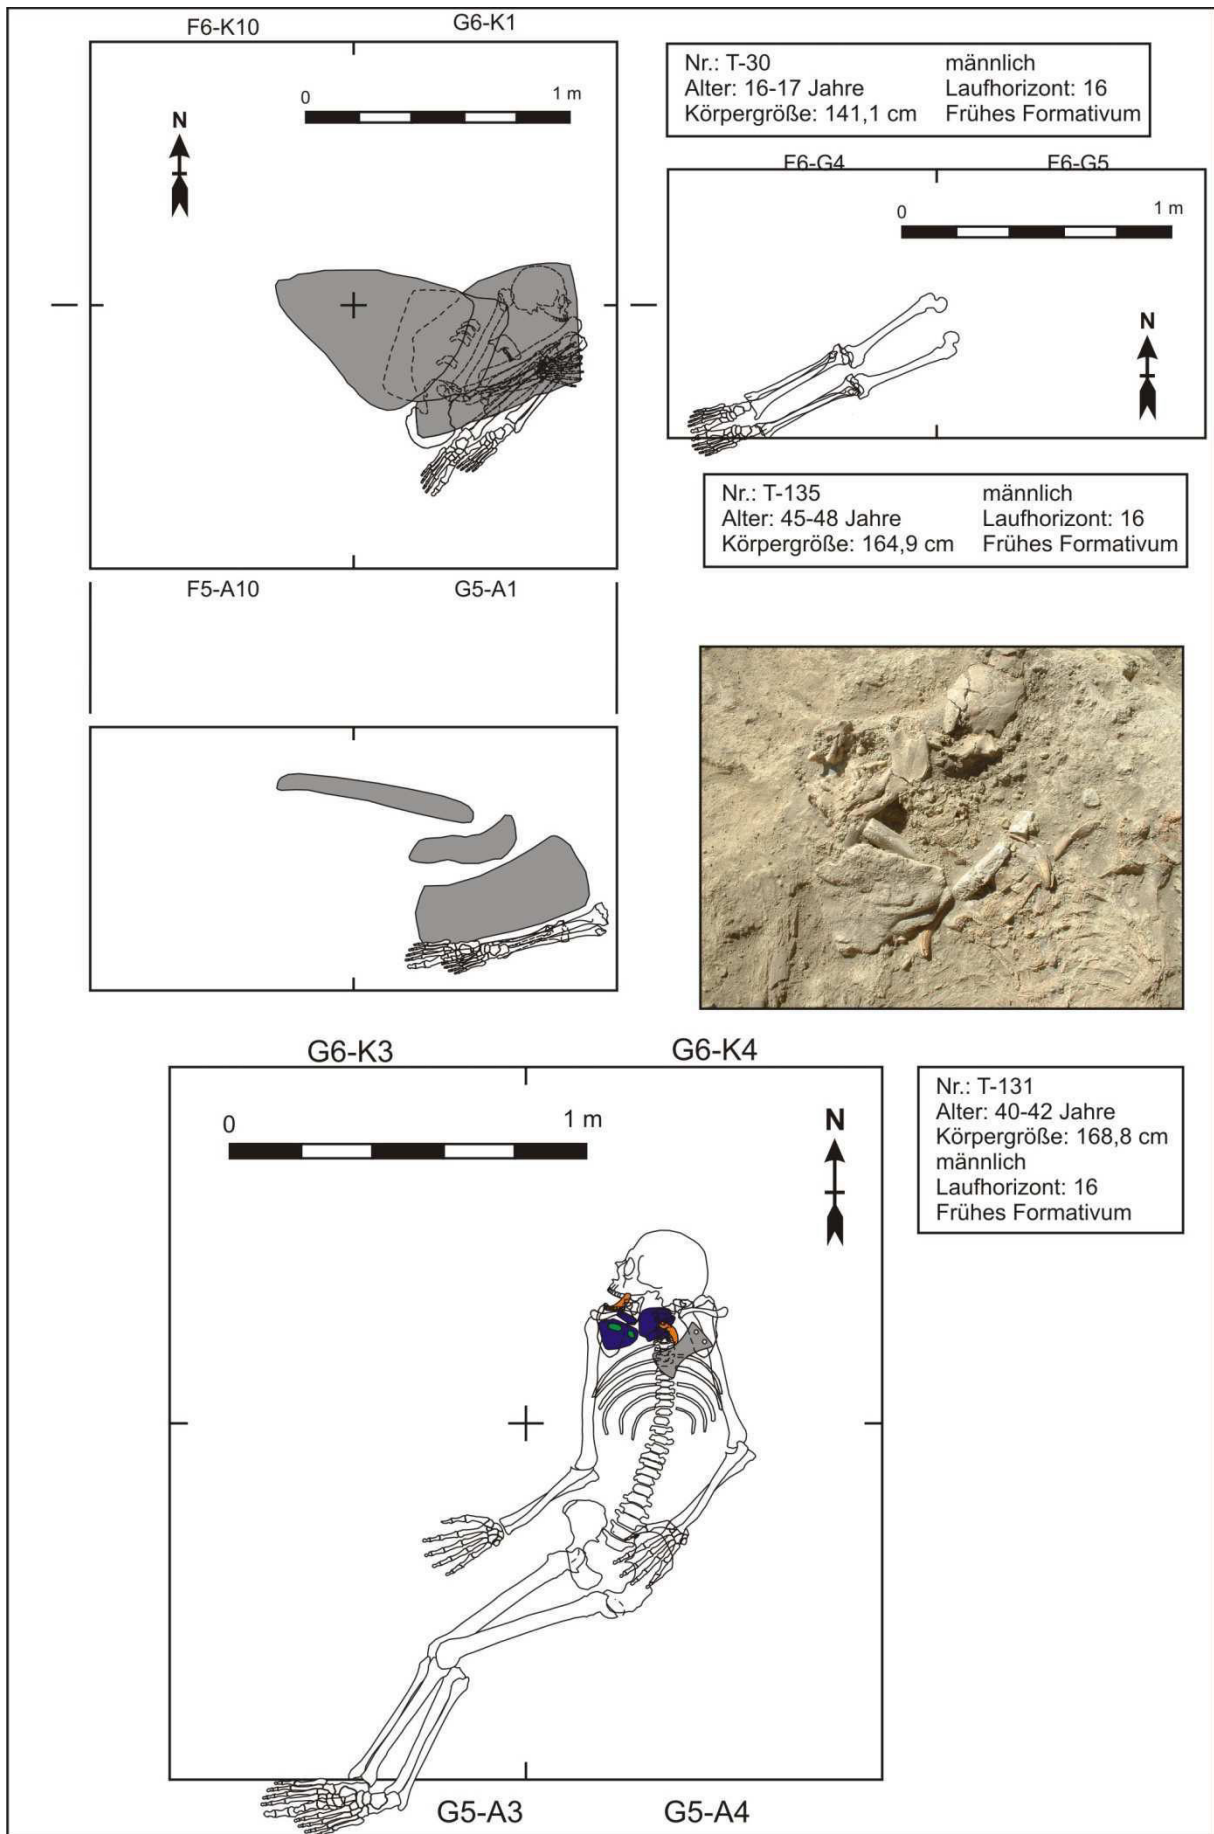 F6-K10 G6-K1
0 1 m
N
F5-A10 G5-A1
Nr.: T-30 männlich
Alter: 16-17 Jahre Laufhorizont: 16
Körpergröße: 141,1 cm Frühes Formativum
F6-G4 F6-G5
0 1 m
N
Nr.: T-135 männlich
Alter: 45-48 Jahre Laufhorizont: 16
Körpergröße: 164,9 cm Frühes Formativum
G6-K3 G6-K4
0 1 m
N
G5-A3 G5-A4
Nr.: T-131
Alter: 40-42 Jahre
Körpergröße: 168,8 cm
männlich
Laufhorizont: 16
Frühes Formativum